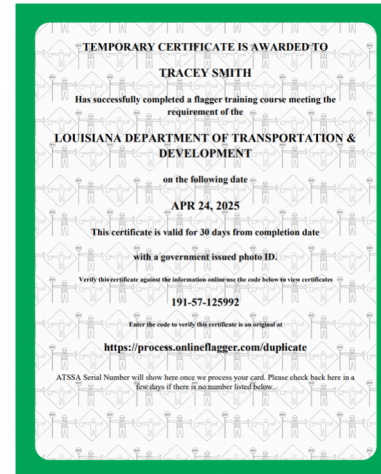 TEMPORARY CERTIFICATE IS AWARDED TO
TRACEY SMITH
Has successfully completed a flagger training course meeting the
requirement of the
LOUISIANA DEPARTMENT OF TRANSPORTATION &
DEVELOPMENT
on the following date
APR 24, 2025
This certificate is valid for 30 days from completion date
with a government issued photo ID.
Verify this certificate against the information online use the code below to view certificates
191-57-125992
Enter the code to verify this certificate is an original at
https://process.onlineflagger.com/duplicate
ATSSA Serial Number will show here once we process your card. Please check back here in a
few days if there is no number listed below.